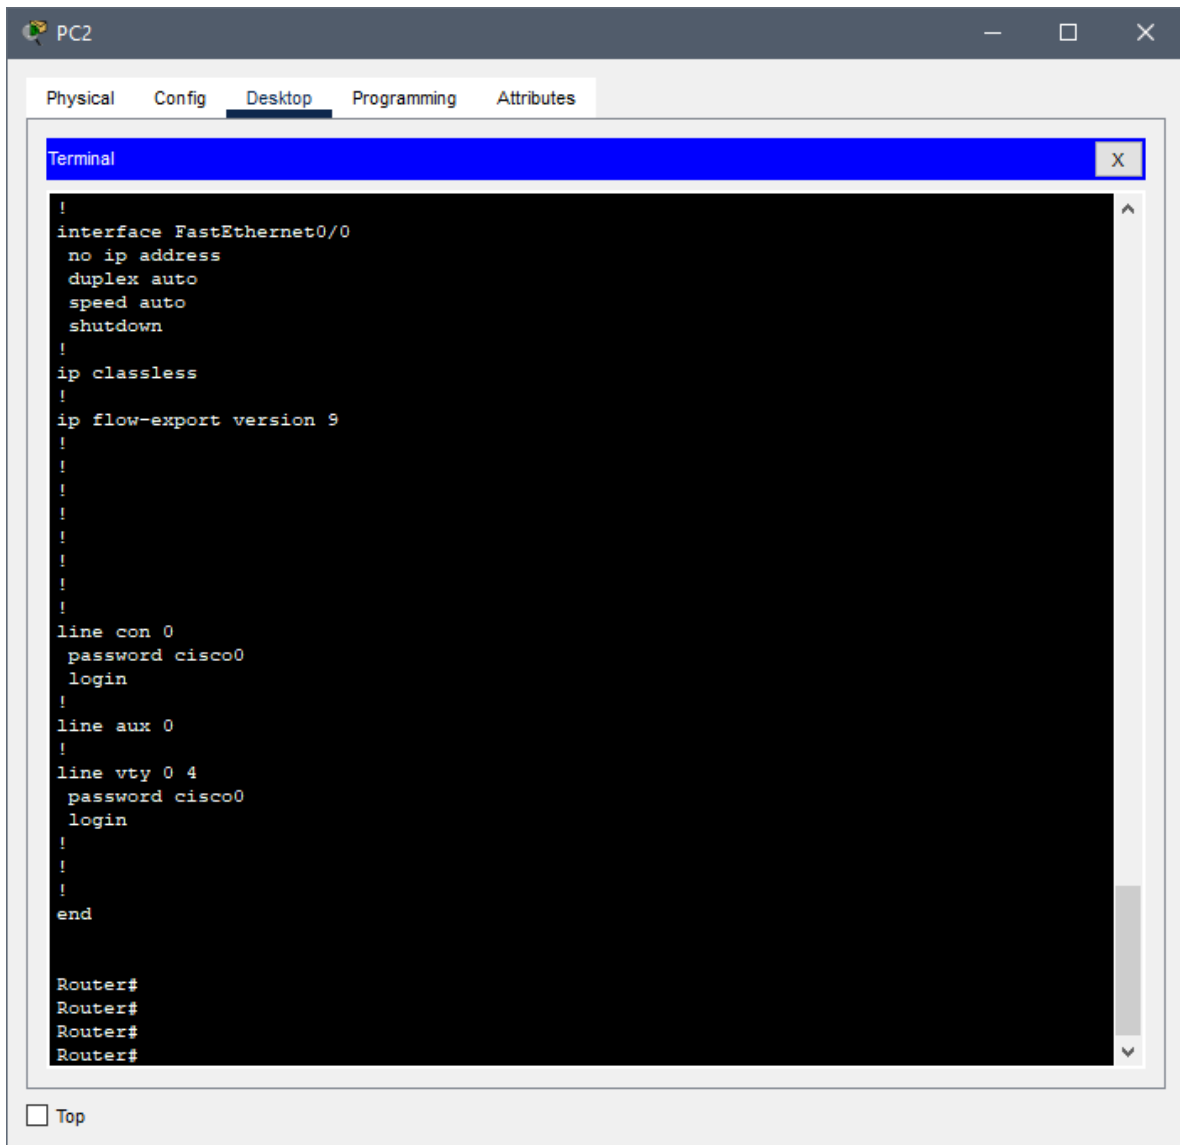 PC2
Physical Config Desktop Programming Attributes
Terminal X
!
interface FastEthernet0/0
 no ip address
 duplex auto
 speed auto
 shutdown
!
ip classless
!
ip flow-export version 9
!
!
!
!
!
!
!
!
line con 0
 password cisco0
 login
!
line aux 0
!
line vty 0 4
 password cisco0
 login
!
!
!
end
Router#
Router#
Router#
Router#
Top